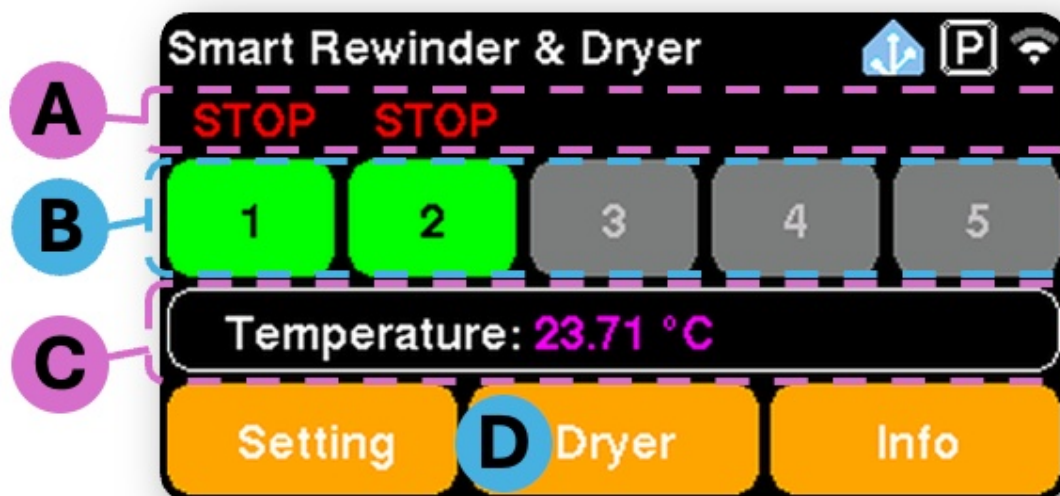 Smart Rewinder & Dryer P
A STOP STOP
B 1 2 3 4 5
C Temperature: 23.71 °C
Setting D Dryer Info